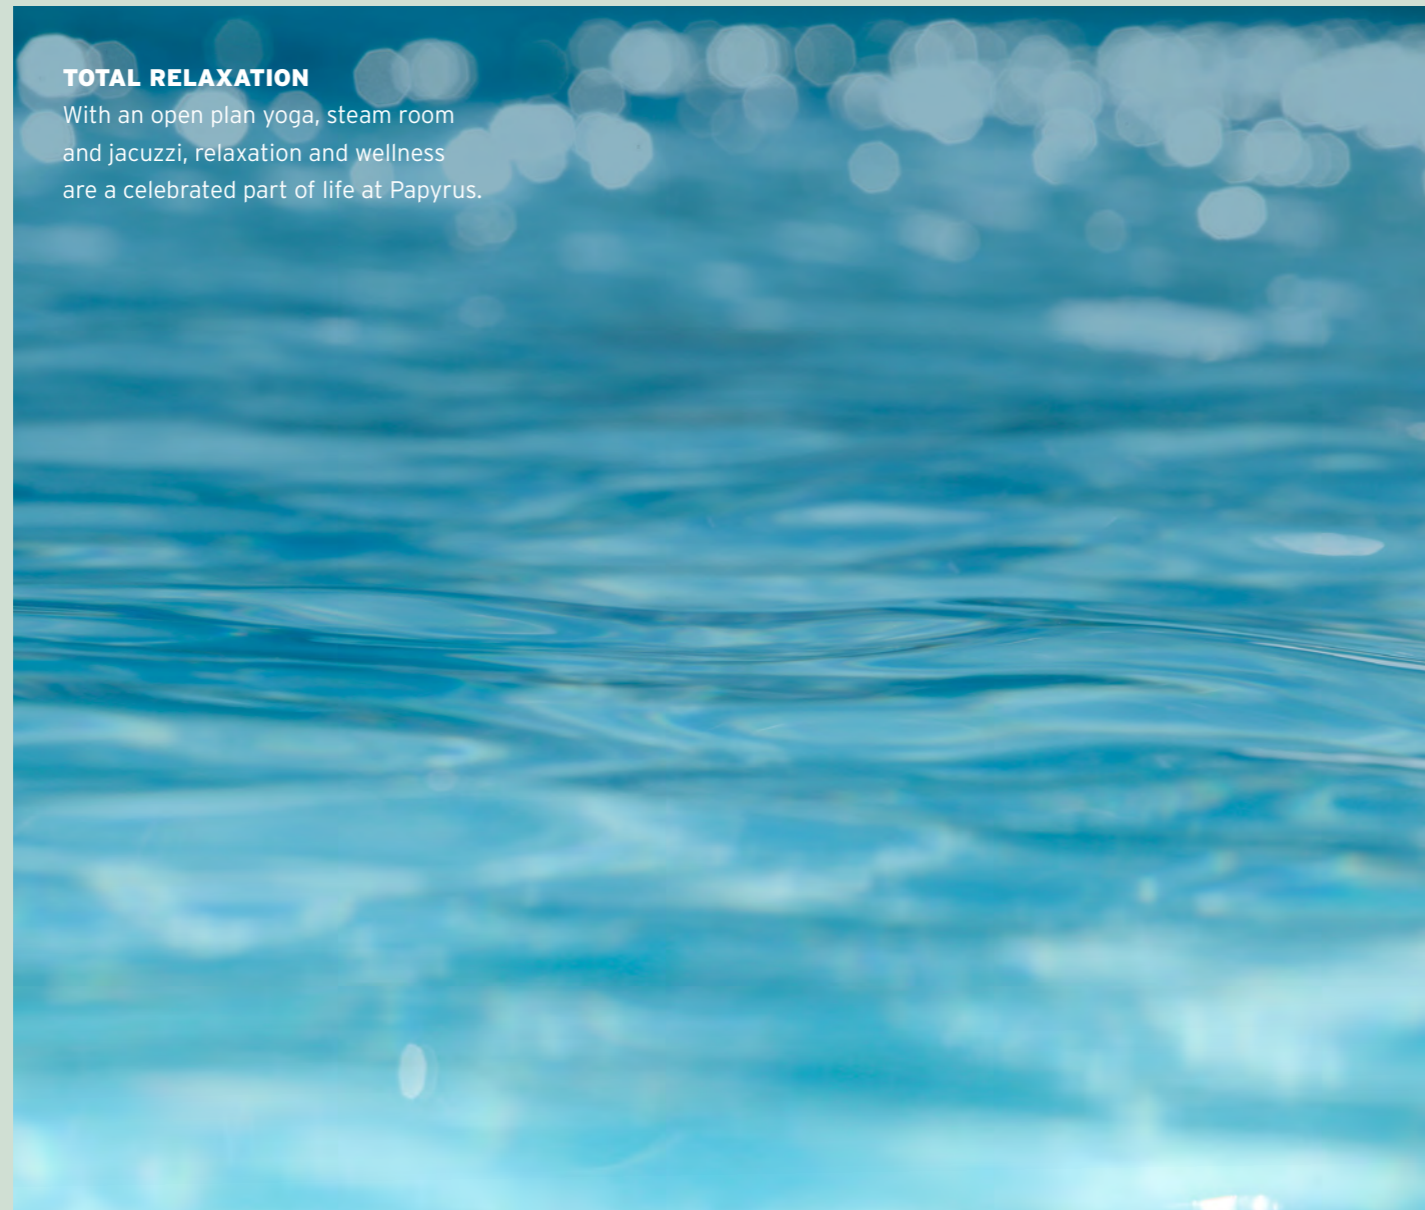 TOTAL RELAXATION
With an open plan yoga, steam room
and jacuzzi, relaxation and wellness
are a celebrated part of life at Papyrus.